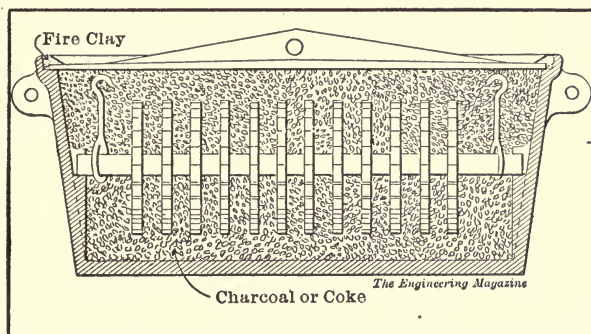 Fire Clay
The Engineering Magazine
Charcoal or Coke